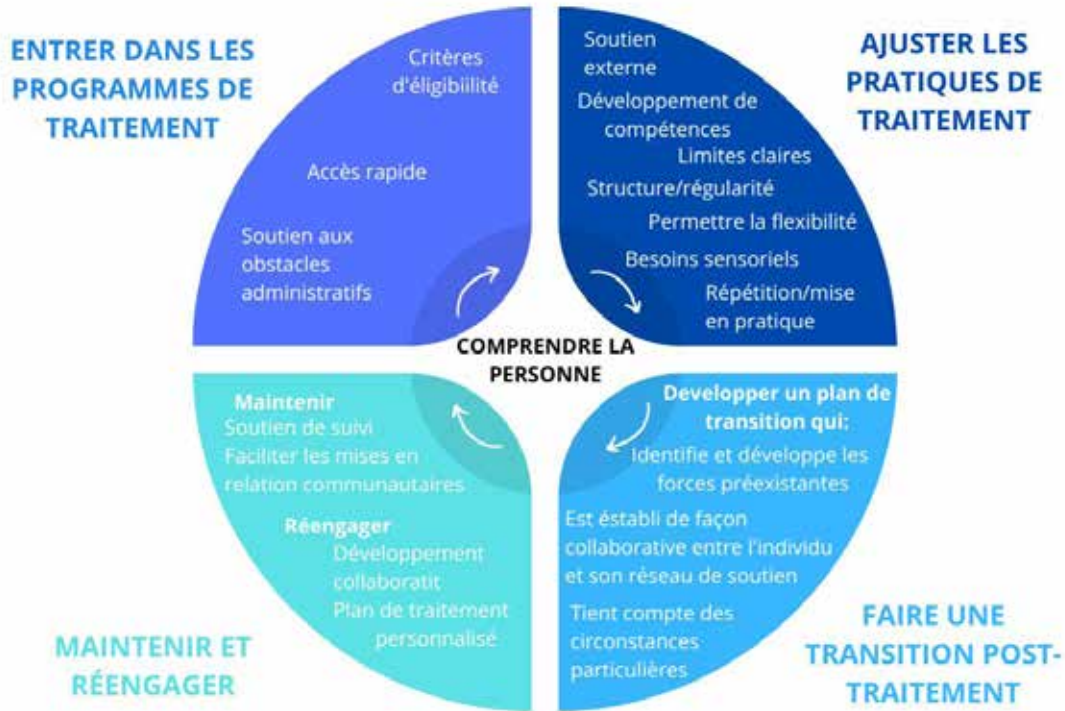 ENTRER DANS LES
PROGRAMMES DE
TRAITEMENT
Critères
d'éligibiilité
Accès rapide
Soutien aux
obstacles
administratifs
AJUSTER LES
PRATIQUES DE
TRAITEMENT
Soutien
externe
Développement de
compétences
Limites claires
Structure/régularité
Permettre la flexibilité
Besoins sensoriels
Répétition/mise
en pratique
COMPRENDRE LA
PERSONNE
Developper un plan de
transition qui:
Identifie et développe les
forces préexistantes
Est éstabli de façon
collaborative entre l'individu
et son réseau de soutien
Tient compte des
circonstances
particulières
FAIRE UNE
TRANSITION POST-
TRAITEMENT
Maintenir
Soutien de suivi
Faciliter les mises en
relation communautaires
Réengager
Développement
collaboratit
Plan de traitement
personnalisé
MAINTENIR ET
RÉENGAGER